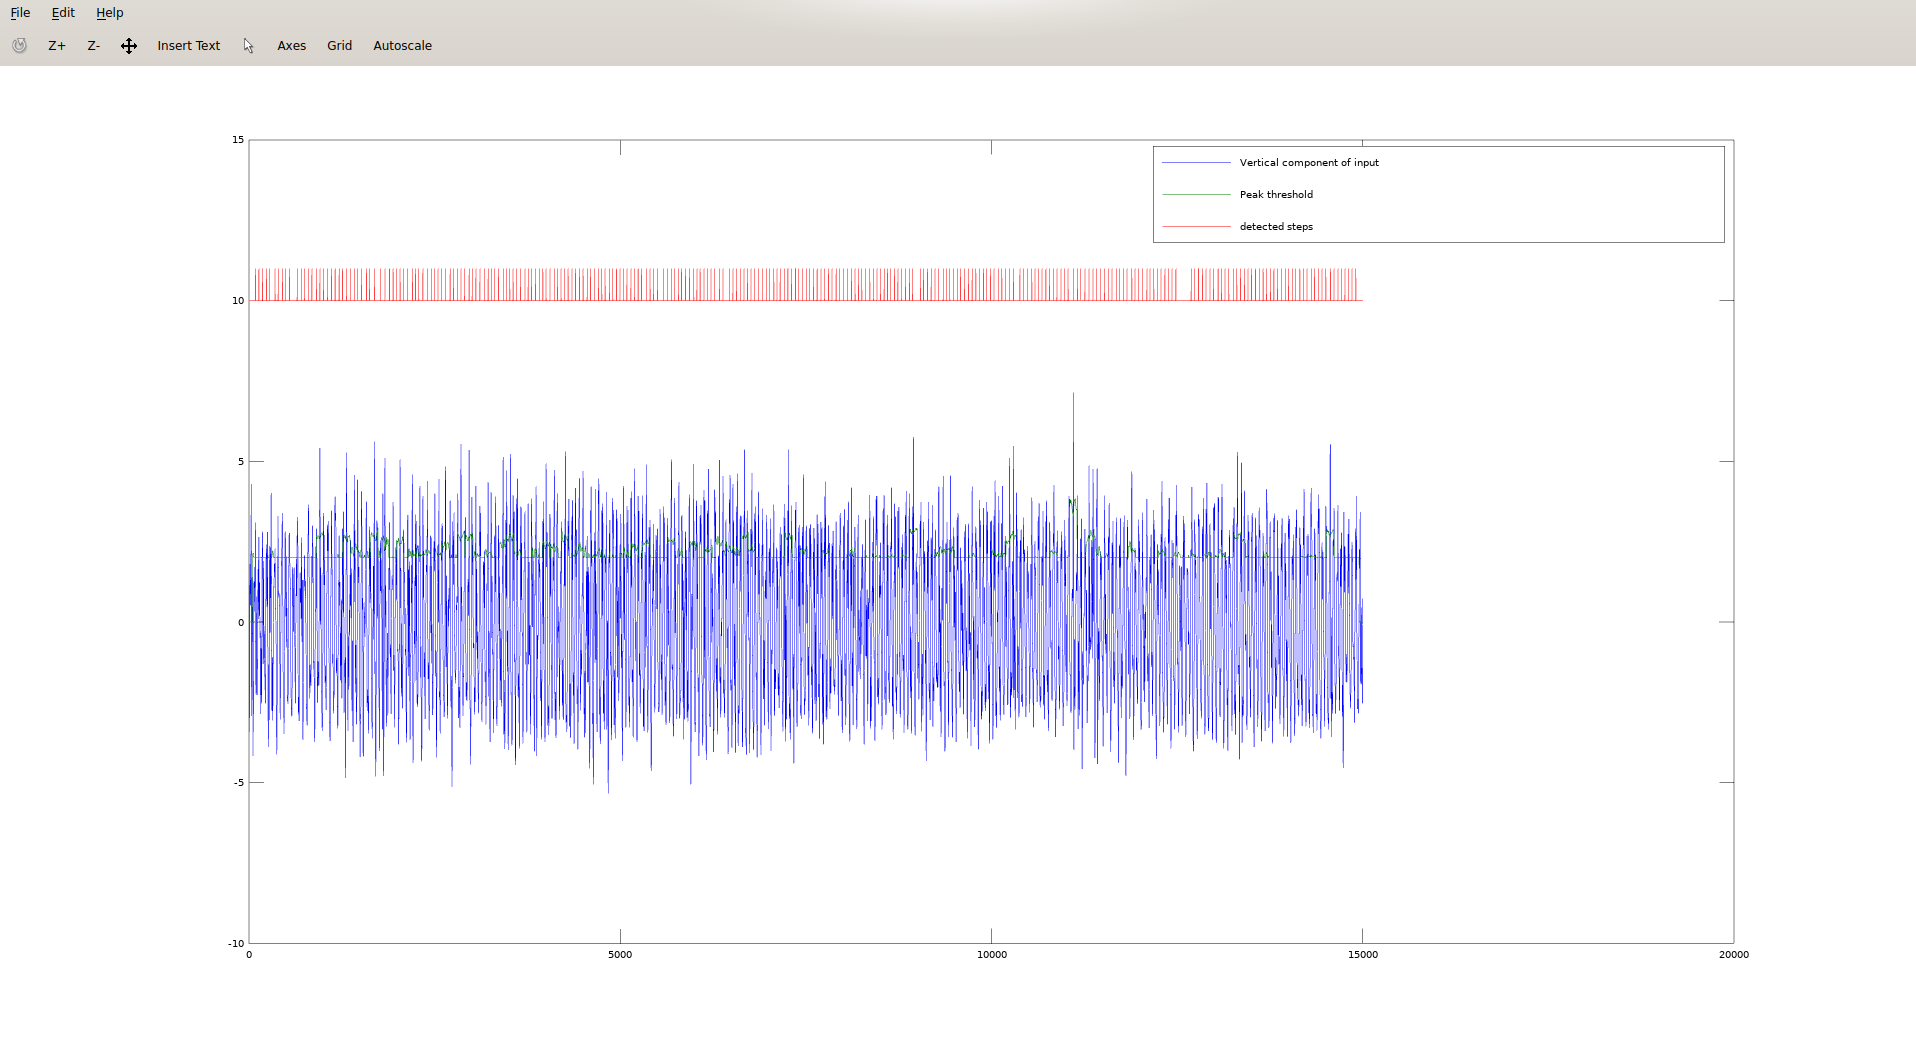 File Edit Help
Z+ Z- Insert Text Axes Grid Autoscale
15
Vertical component of input
Peak threshold
detected steps
10
5
0
-5
-10
0 5000 10000 15000 20000